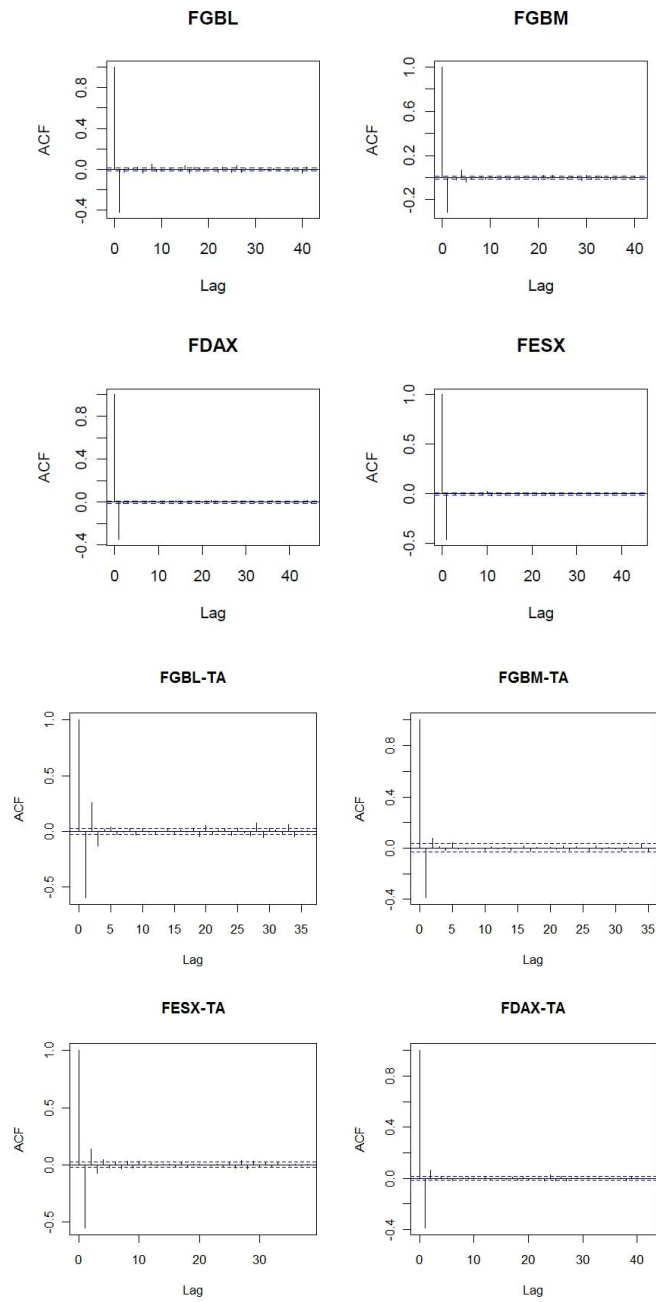 FGBL
ACF
-0.4 0.0 0.4 0.8
0 10 20 30 40
Lag
FGBM
ACF
-0.2 0.2 0.6 1.0
0 10 20 30 40
Lag
FDAX
ACF
-0.4 0.0 0.4 0.8
0 10 20 30 40
Lag
FESX
ACF
-0.5 0.0 0.5 1.0
0 10 20 30 40
Lag
FGBL-TA
ACF
-0.5 0.0 0.5 1.0
0 5 10 15 20 25 30 35
Lag
FGBM-TA
ACF
-0.4 0.0 0.4 0.8
0 5 10 15 20 25 30 35
Lag
FESX-TA
ACF
-0.5 0.0 0.5 1.0
0 10 20 30
Lag
FDAX-TA
ACF
-0.4 0.0 0.4 0.8
0 10 20 30 40
Lag